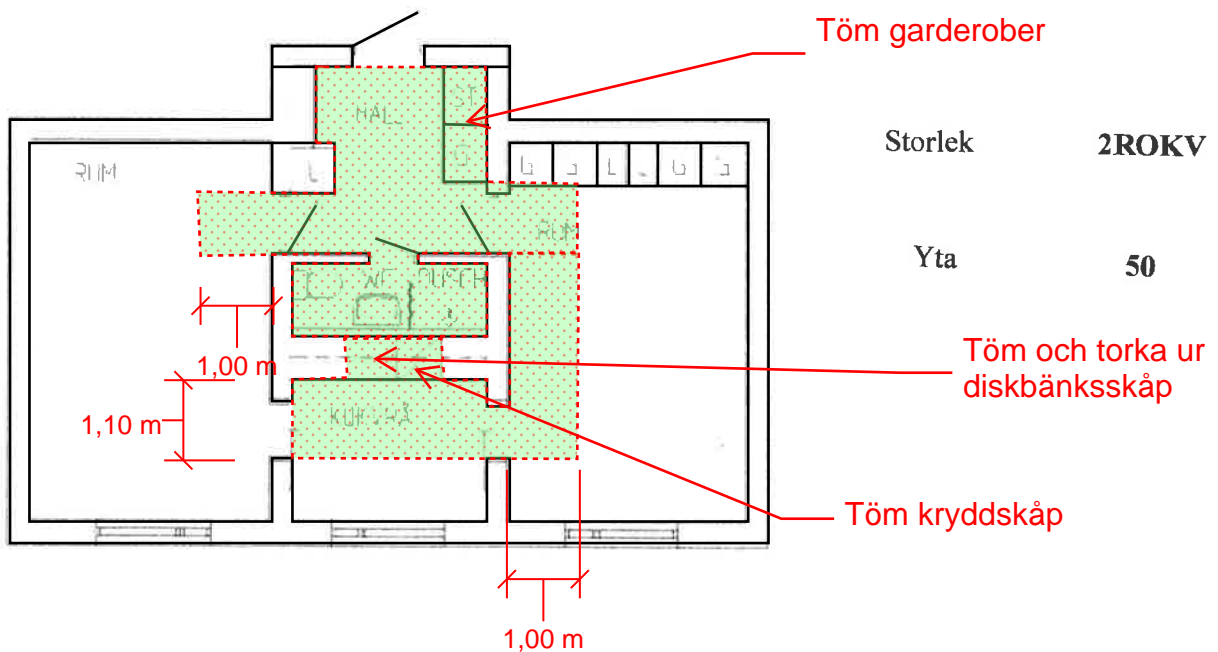 Töm garderober
Storlek 2ROKV
HALL
ST
G
RUM
RUM
Yta 50
WC DUSCH
1,00 m
Töm och torka ur
diskbänksskåp
1,10 m
Töm kryddskåp
1,00 m